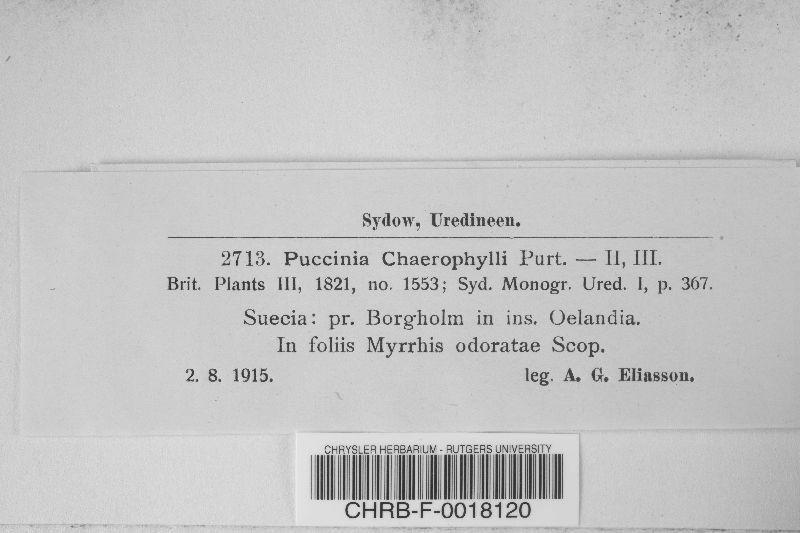 Sydow, Uredineen.
2713. Puccinia Chaerophylli Purt. — II, III.
Brit. Plants III, 1821, no. 1553; Syd. Monogr. Ured. I, p. 367.
Suecia: pr. Borgholm in ins. Oelandia.
In foliis Myrrhis odoratae Scop.
2. 8. 1915. leg. A. G. Eliasson.
CHRYSLER HERBARIUM - RUTGERS UNIVERSITY
CHRB-F-0018120